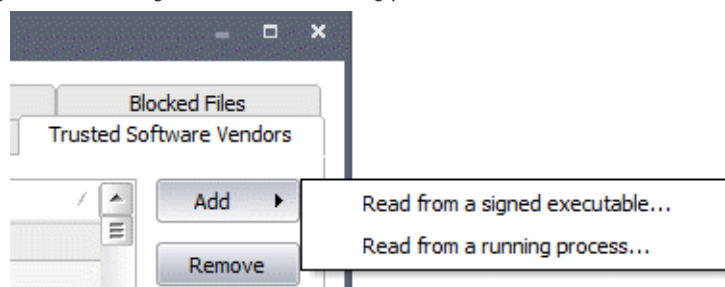 Blocked Files
Trusted Software Vendors
Add
Read from a signed executable...
Read from a running process...
Remove